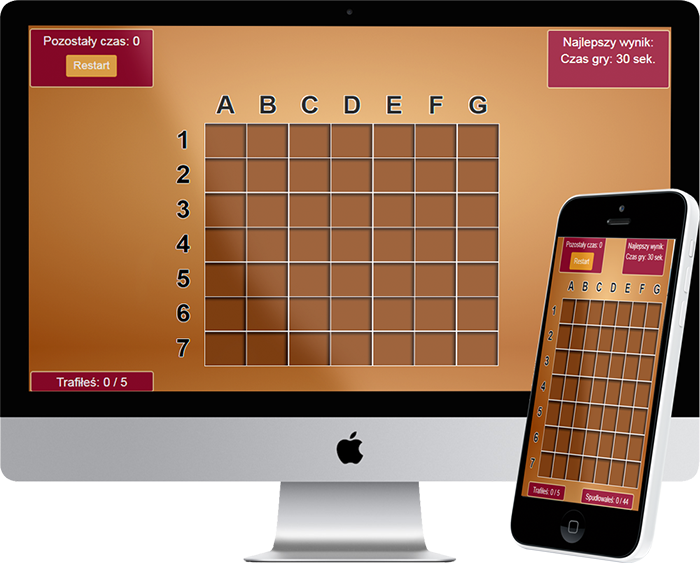 Pozostały czas: 0
Restart
Najlepszy wynik:
Czas gry: 30 sek.
A B C D E F G
1
2
3
4
5
6
7
Trafiłeś: 0 / 5
Pozostały czas: 0
Restart
Najlepszy wynik:
Czas gry: 30 sek.
A B C D E F G
1
2
3
4
5
6
7
Trafiłeś: 0 / 5
Spudłowałeś: 0 / 44